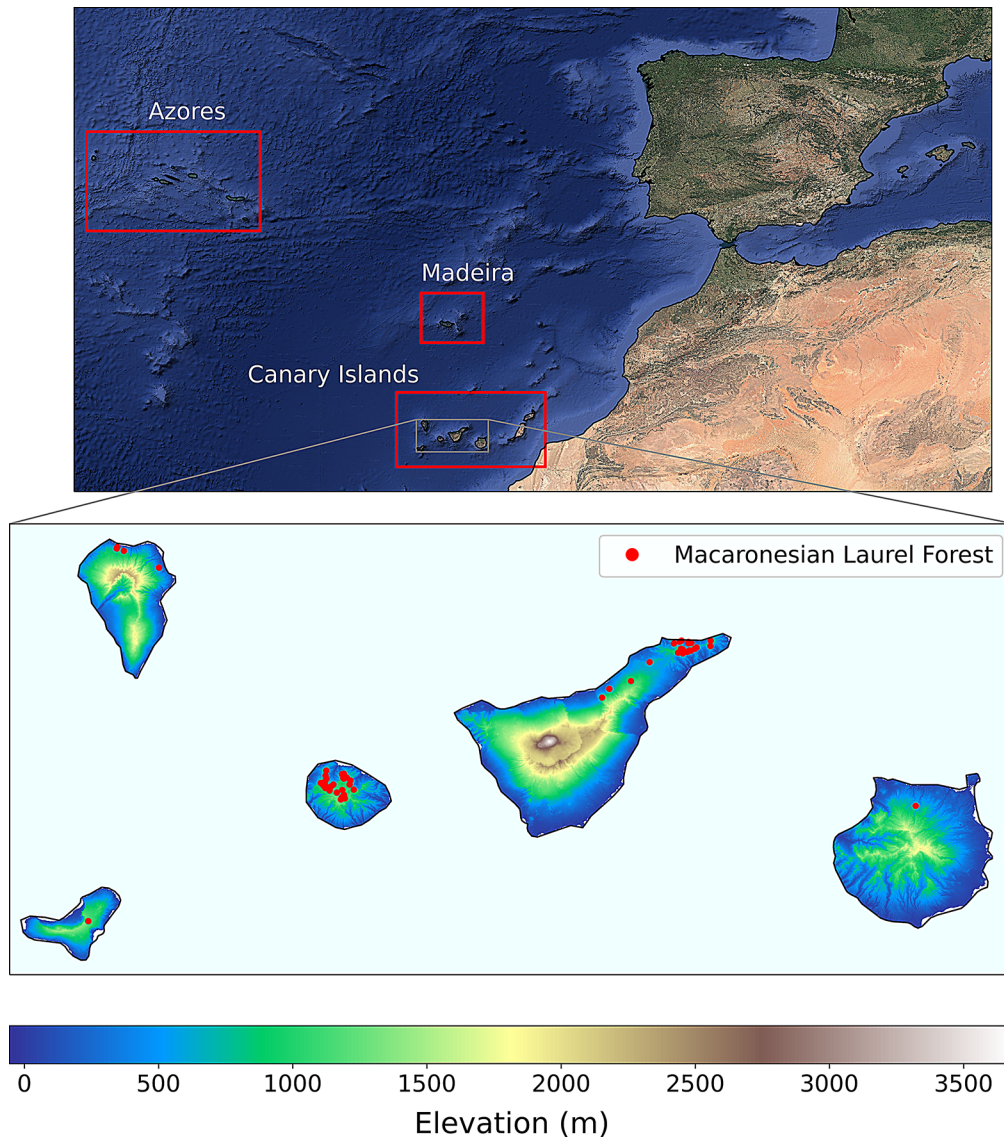 Azores
Madeira
Canary Islands
Macaronesian Laurel Forest
0 500 1000 1500 2000 2500 3000 3500
Elevation (m)